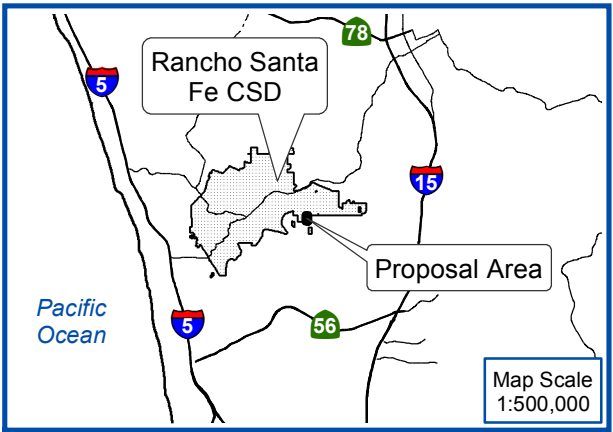 78
5
Rancho Santa
Fe CSD
15
Proposal Area
Pacific
Ocean
5
56
Map Scale
1:500,000